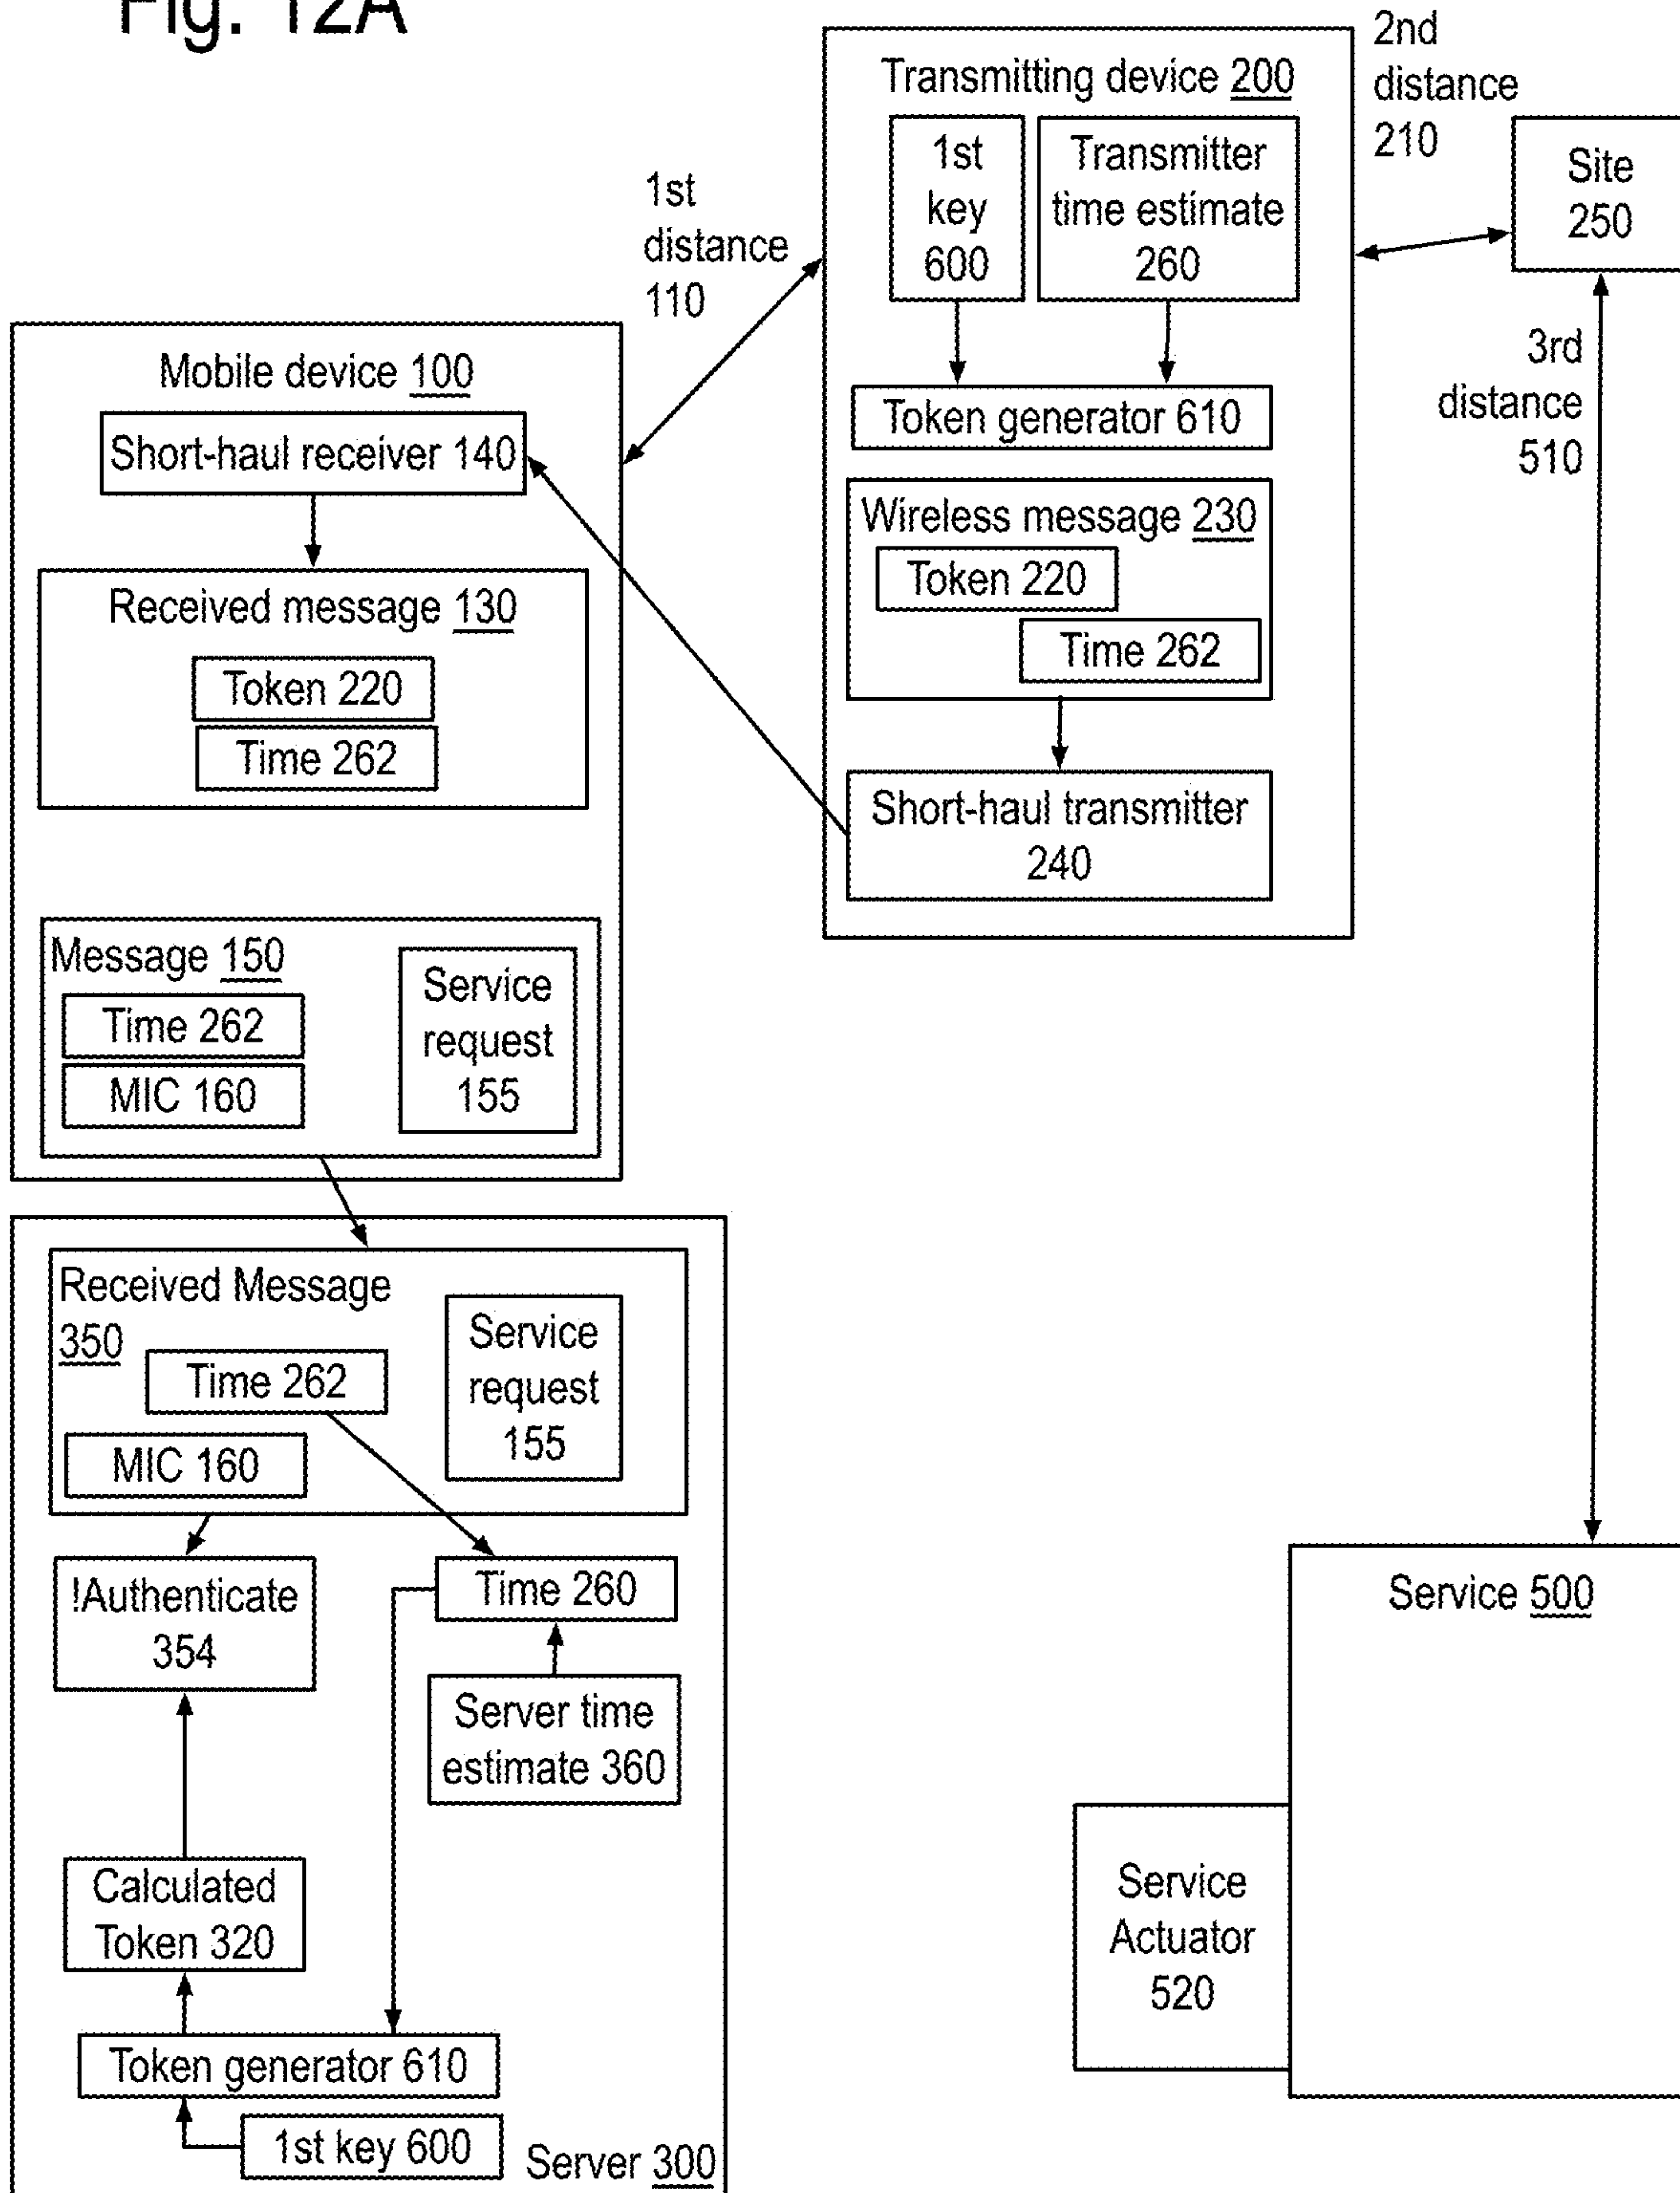 Fig. 12A
Transmitting device 200
1st
key
600
Transmitter
time estimate
260
Token generator 610
Wireless message 230
Token 220
Time 262
Short-haul transmitter
240
2nd
distance
210
Site
250
1st
distance
110
3rd
distance
510
Mobile device 100
Short-haul receiver 140
Received message 130
Token 220
Time 262
Message 150
Time 262
MIC 160
Service
request
155
Received Message
350
Time 262
MIC 160
Service
request
155
!Authenticate
354
Time 260
Server time
estimate 360
Calculated
Token 320
Token generator 610
1st key 600
Server 300
Service 500
Service
Actuator
520